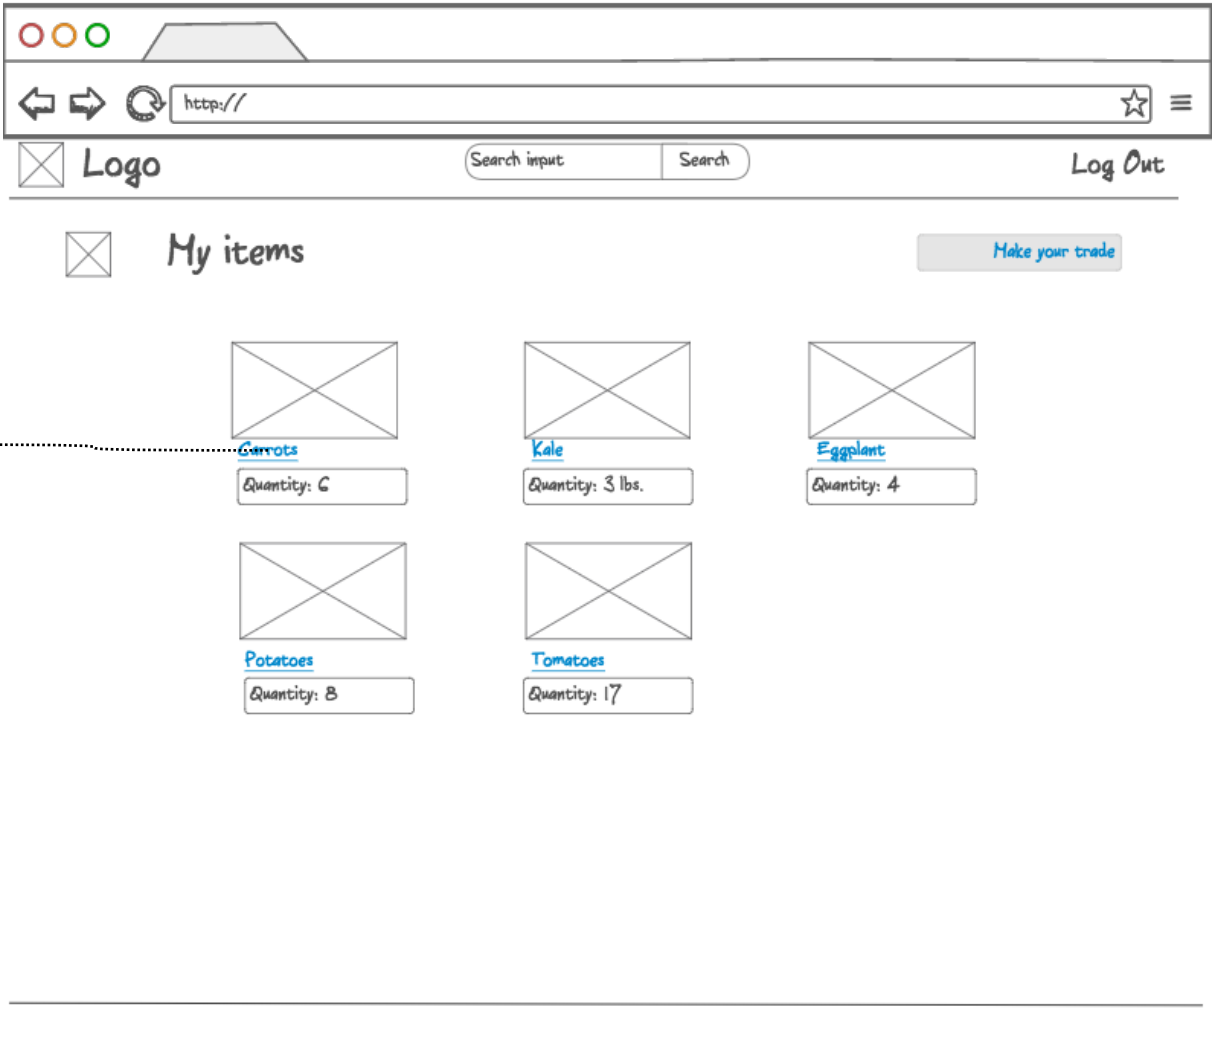 http://
Logo
Search input
Search
Log Out
My items
Make your trade
Carrots
Kale
Eggplant
Quantity: 6
Quantity: 3 lbs.
Quantity: 4
Potatoes
Tomatoes
Quantity: 8
Quantity: 17